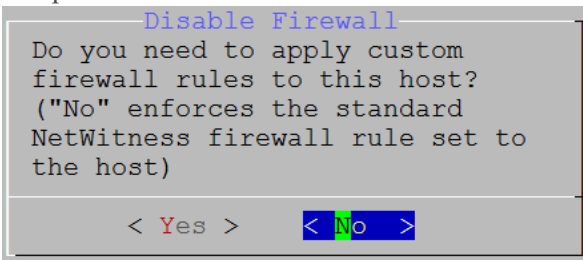 Disable Firewall
Do you need to apply custom
firewall rules to this host?
("No" enforces the standard
NetWitness firewall rule set to
the host)
< Yes > < No >